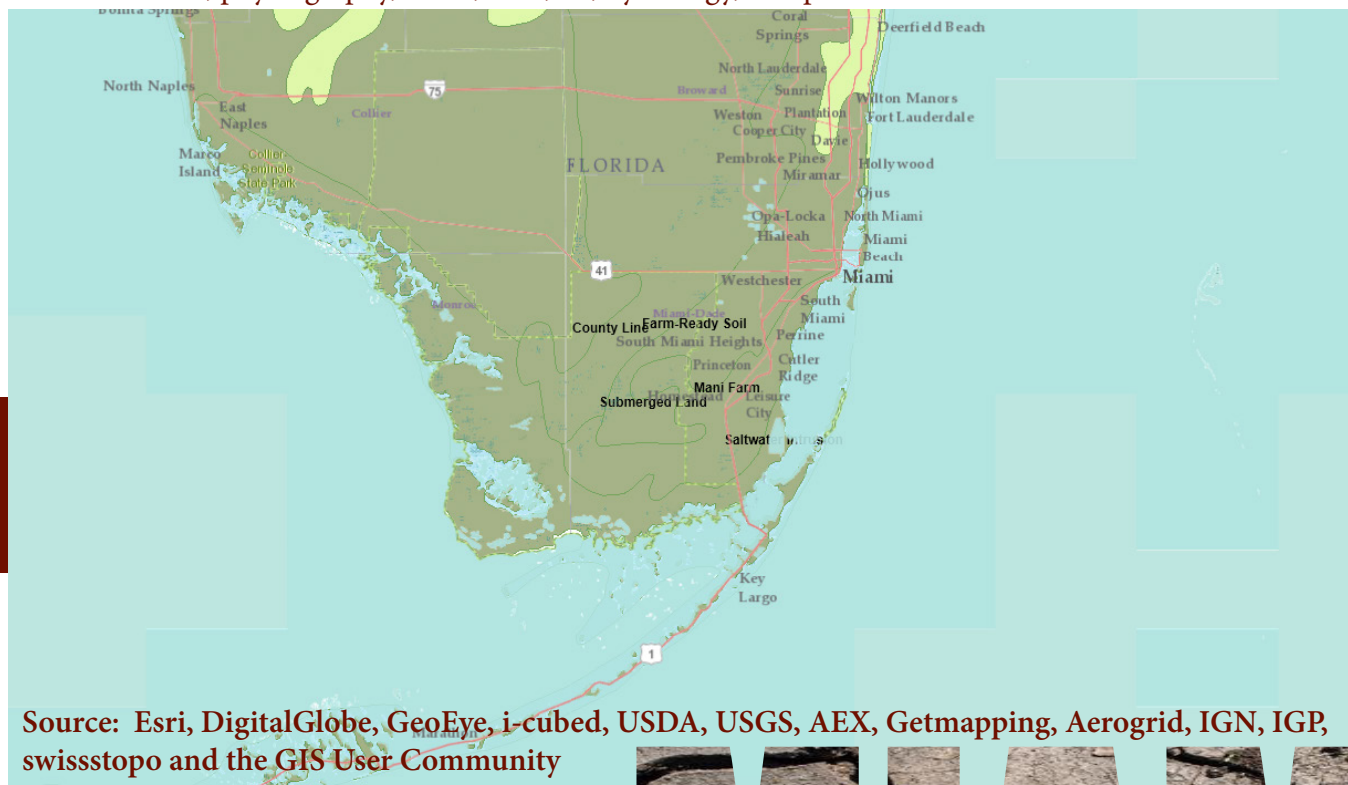 Bonita Springs
Coral
Springs
Deerfield Beach
North Lauderdale
North Naples
75
Broward
Sunrise
Wilton Manors
East
Naples
Collier
Weston
Plantation
Fort Lauderdale
Cooper City
Davie
Marco
Island
Collier-
Seminole
State Park
FLORIDA
Pembroke Pines
Hollywood
Miramar
Ojus
Opa-Locka
North Miami
Hialeah
Miami
Beach
41
Westchester
Miami
Monroe
South
Miami
Miami-Dade
County Line
Farm-Ready Soil
South Miami Heights
Perrine
Princeton
Cutler
Ridge
Mani Farm
Homestead
Submerged Land
Leisure
City
Key
Largo
1
Marathon
Source: Esri, DigitalGlobe, GeoEye, i-cubed, USDA, USGS, AEX, Getmapping, Aerogrid, IGN, IGP,
swissstopo and the GIS User Community